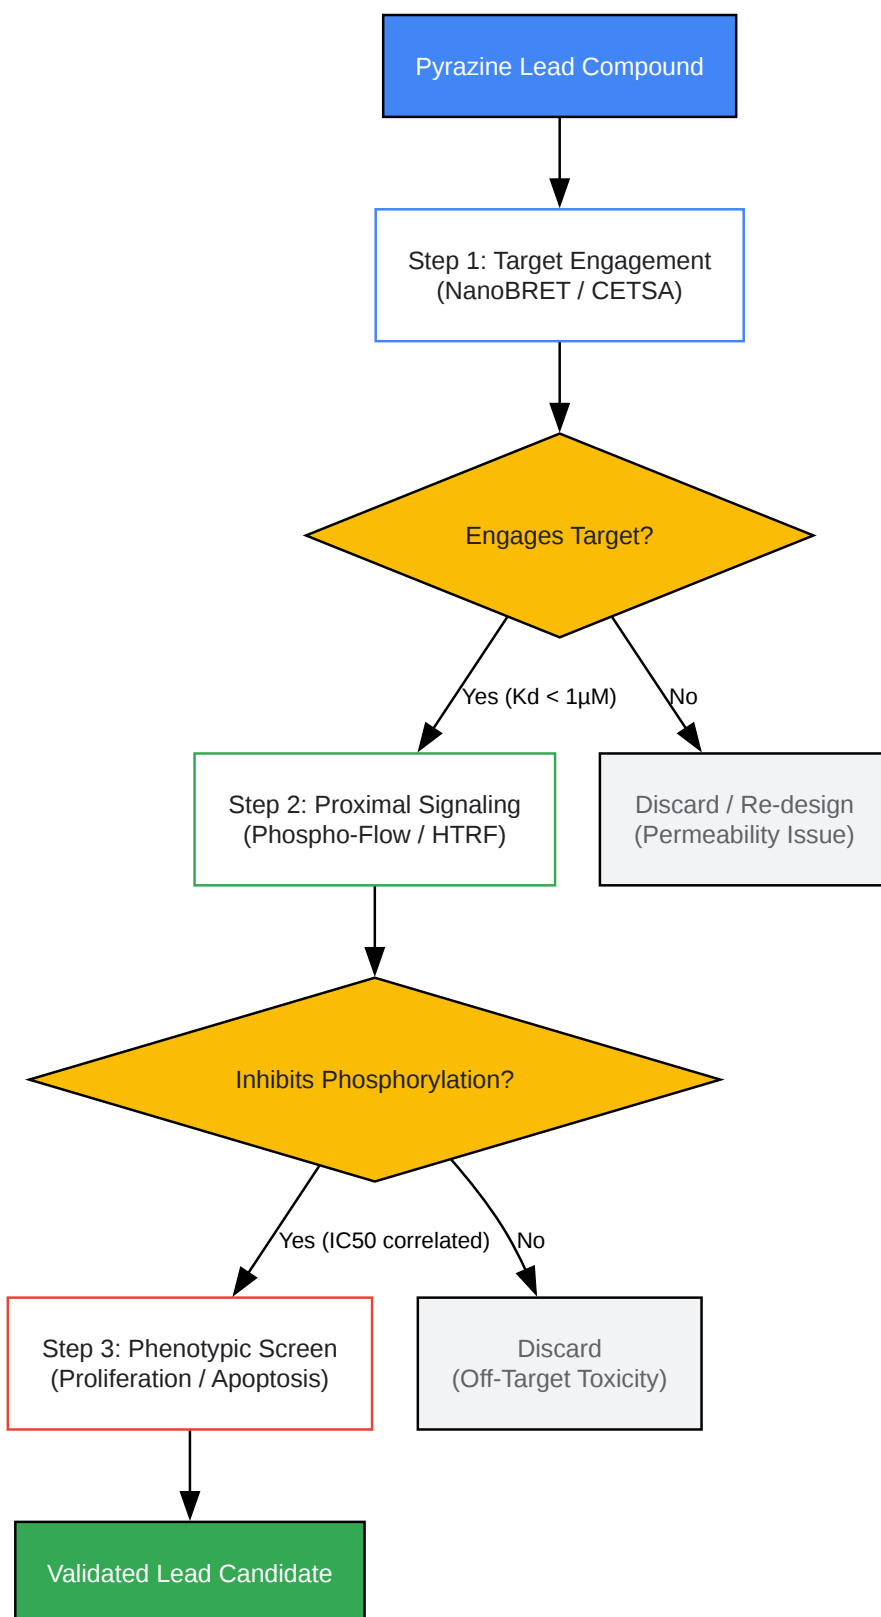 Pyrazine Lead Compound
Step 1: Target Engagement
(NanoBRET / CETSA)
Engages Target?
Yes (Kd < 1µM)
No
Step 2: Proximal Signaling
(Phospho-Flow / HTRF)
Discard / Re-design
(Permeability Issue)
Inhibits Phosphorylation?
Yes (IC50 correlated)
No
Step 3: Phenotypic Screen
(Proliferation / Apoptosis)
Discard
(Off-Target Toxicity)
Validated Lead Candidate